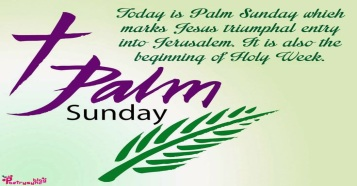 Today is Palm Sunday which
marks Jesus triumphal entry
into Jerusalem. It is also the
beginning of Holy Week.
Palm
Sunday